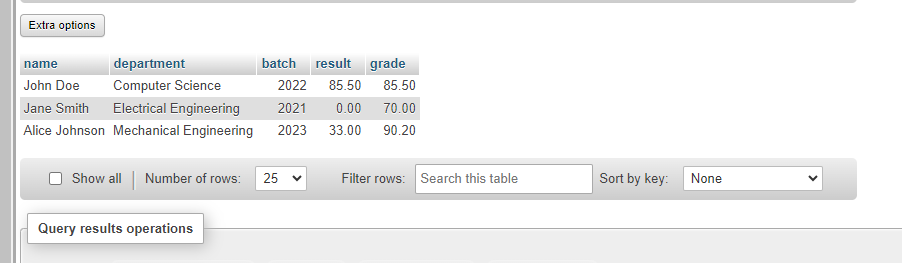 Extra options
name department batch result grade
John Doe Computer Science 2022 85.50 85.50
Jane Smith Electrical Engineering 2021 0.00 70.00
Alice Johnson Mechanical Engineering 2023 33.00 90.20
Show all Number of rows: 25 Filter rows: Search this table Sort by key: None
Query results operations